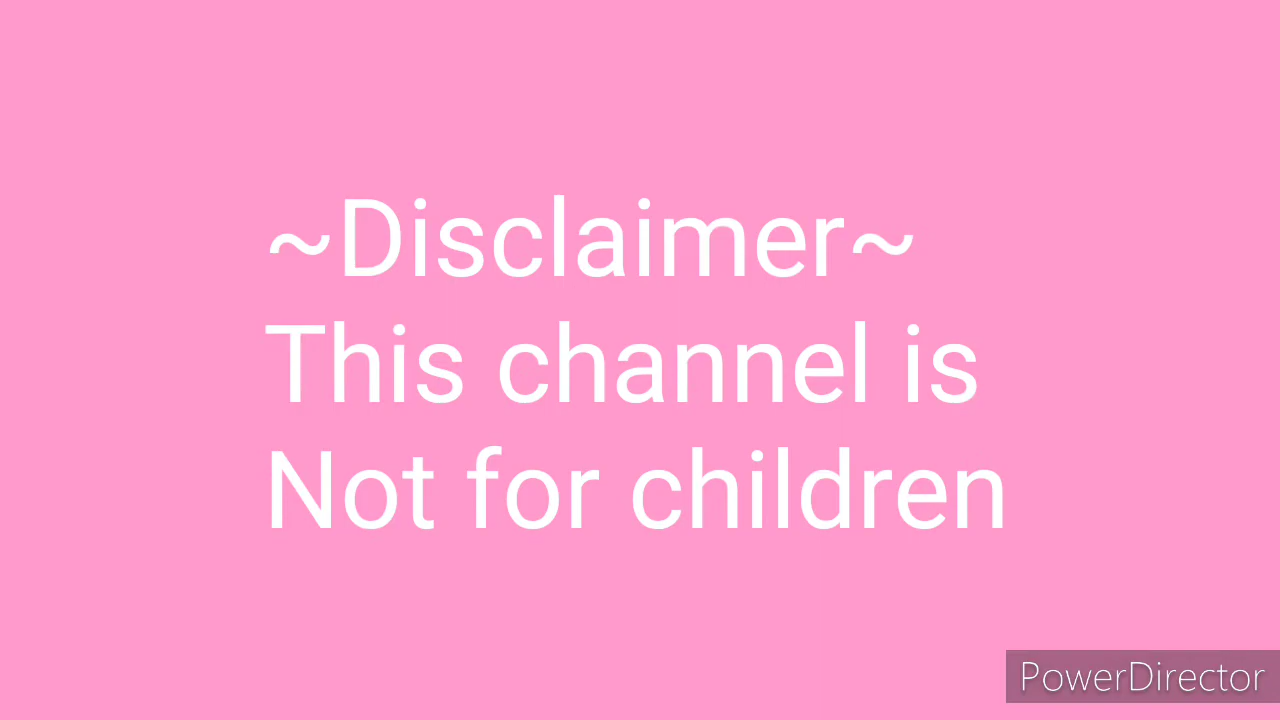 ~Disclaimer~
This channel is
Not for children
PowerDirector